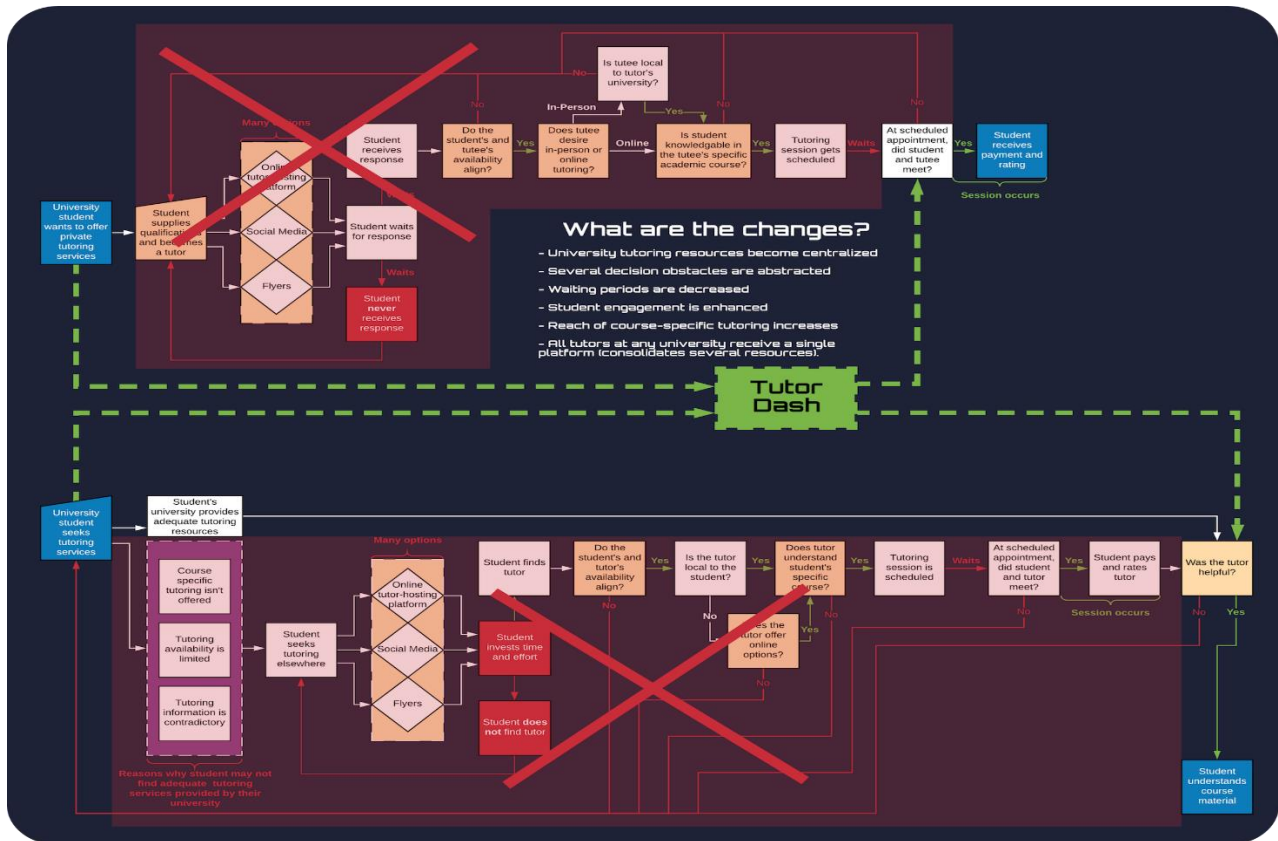 Is tutee local
to tutor's
university?
No
In-Person
Yes
Many options
Student
receives
response
No
Do the
student's and
tutee's
availability
align?
Yes
Does tutee
desire
in-person or
online
tutoring?
Online
Is student
knowledgable
in the tutee's
specific
academic course?
No
Yes
Tutoring
session gets
scheduled
Waits
No
At scheduled
appointment,
did student
and tutee
meet?
Yes
Student
receives
payment and
rating
Session occurs
University
student
wants to offer
private
tutoring
services
Student
supplies
qualifications
and becomes
a tutor
Online
tutor-hosting
platform
Social Media
Flyers
Student waits
for response
Waits
Student
never
receives
response
What are the changes?
- University tutoring resources become centralized
- Several decision obstacles are abstracted
- Waiting periods are decreased
- Student engagement is enhanced
- Reach of course-specific tutoring increases
- All tutors at any university receive a single
platform (consolidates several resources).
Tutor
Dash
University
student
seeks
tutoring
services
Student's
university provides
adequate tutoring
resources
Course
specific
tutoring isn't
offered
Tutoring
availability is
limited
Tutoring
information is
contradictory
Reasons why student may not
find adequate tutoring
services provided by their
university
Student
seeks
tutoring
elsewhere
Many options
Online
tutor-hosting
platform
Social Media
Flyers
Student finds
tutor
Student
invests time
and effort
Student does
not find tutor
Do the
student's and
tutor's
availability
align?
Yes
No
Is the tutor
local to the
student?
Yes
No
Does the
tutor offer
online
options?
Yes
No
Does tutor
understand
student's
specific
course?
Yes
No
Tutoring
session is
scheduled
Waits
At scheduled
appointment,
did student
and tutor
meet?
No
Yes
Student pays
and rates
tutor
Session occurs
Was the tutor
helpful?
No
Yes
Student
understands
course
material